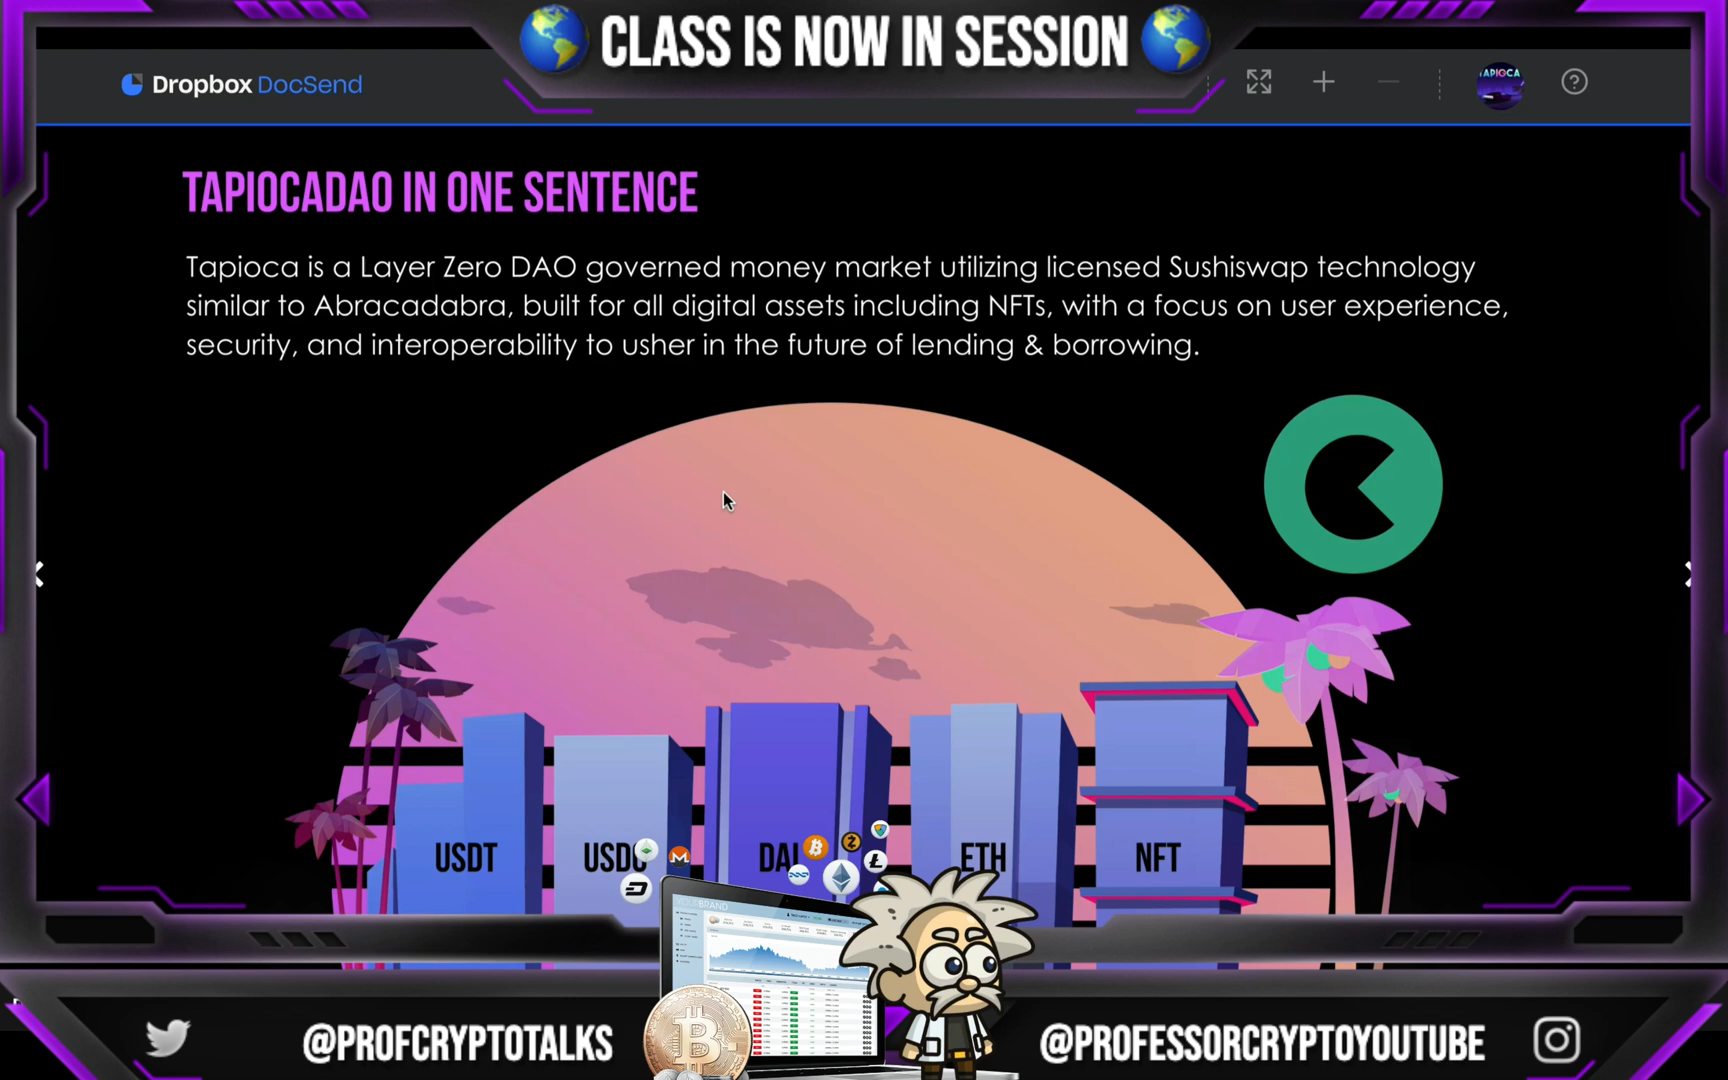 CLASS IS NOW IN SESSION
Dropbox DocSend
TAPIOCA
TAPIOCADAO IN ONE SENTENCE
Tapioca is a Layer Zero DAO governed money market utilizing licensed Sushiswap technology
similar to Abracadabra, built for all digital assets including NFTs, with a focus on user experience,
security, and interoperability to usher in the future of lending & borrowing.
USDT
USDC
DAI
ETH
NFT
@PROFCRYPTOTALKS
@PROFESSORCRYPTOYOUTUBE